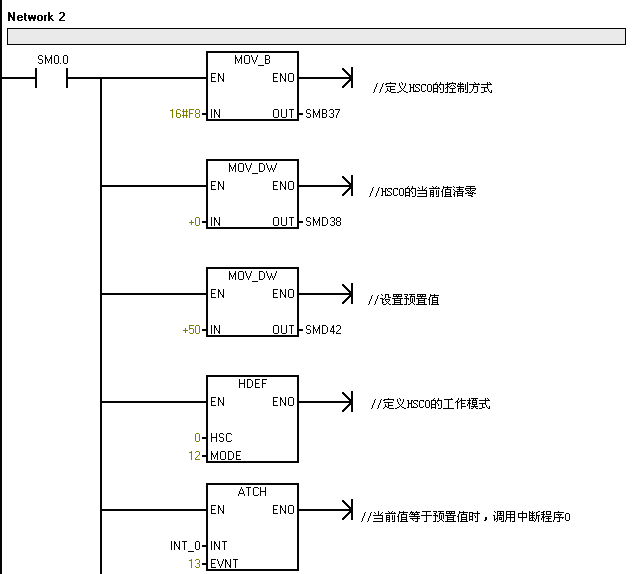 Network 2
SM0.0
MOV_B
EN ENO
//定义HSC0的控制方式
16#F8 IN OUT SMB37
MOV_DW
EN ENO
//HSC0的当前值清零
+0 IN OUT SMD38
MOV_DW
EN ENO
//设置预置值
+50 IN OUT SMD42
HDEF
EN ENO
//定义HSC0的工作模式
0 HSC
12 MODE
ATCH
EN ENO
//当前值等于预置值时，调用中断程序0
INT_0 INT
13 EVNT